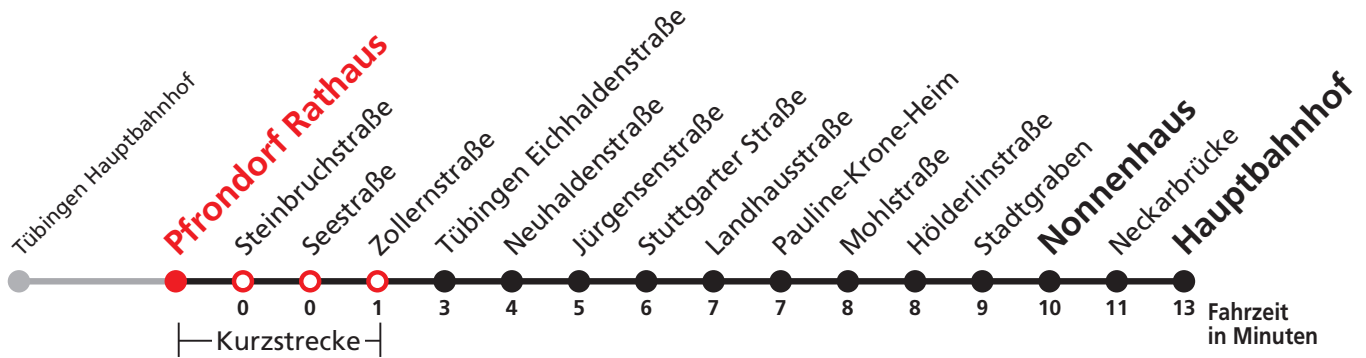 Tübingen Hauptbahnhof
Pfrondorf Rathaus
Steinbruchstraße
Seestraße
Zollernstraße
Tübingen Eichhaldenstraße
Neuhaldenstraße
Jürgensenstraße
Stuttgarter Straße
Landhausstraße
Pauline-Krone-Heim
Mohlstraße
Hölderlinstraße
Stadtgraben
Nonnenhaus
Neckarbrücke
Hauptbahnhof
0 0 1 3 4 5 6 7 7 8 8 9 10 11 13
Fahrzeit
in Minuten
Kurzstrecke